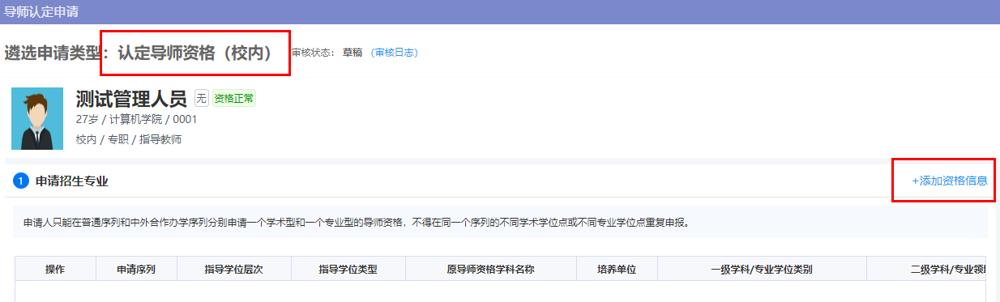 导师认定申请
遴选申请类型：认定导师资格（校内） 审核状态： 草稿 （审核日志）
测试管理人员 无 资格正常
27岁 / 计算机学院 / 0001
校内 / 专职 / 指导教师
1 申请招生专业 +添加资格信息
申请人只能在普通序列和中外合作办学序列分别申请一个学术型和一个专业型的导师资格，不得在同一个序列的不同学术学位点或不同专业学位点重复申报。
操作 申请序列 指导学位层次 指导学位类型 原导师资格学科名称 培养单位 一级学科/专业学位类别 二级学科/专业领